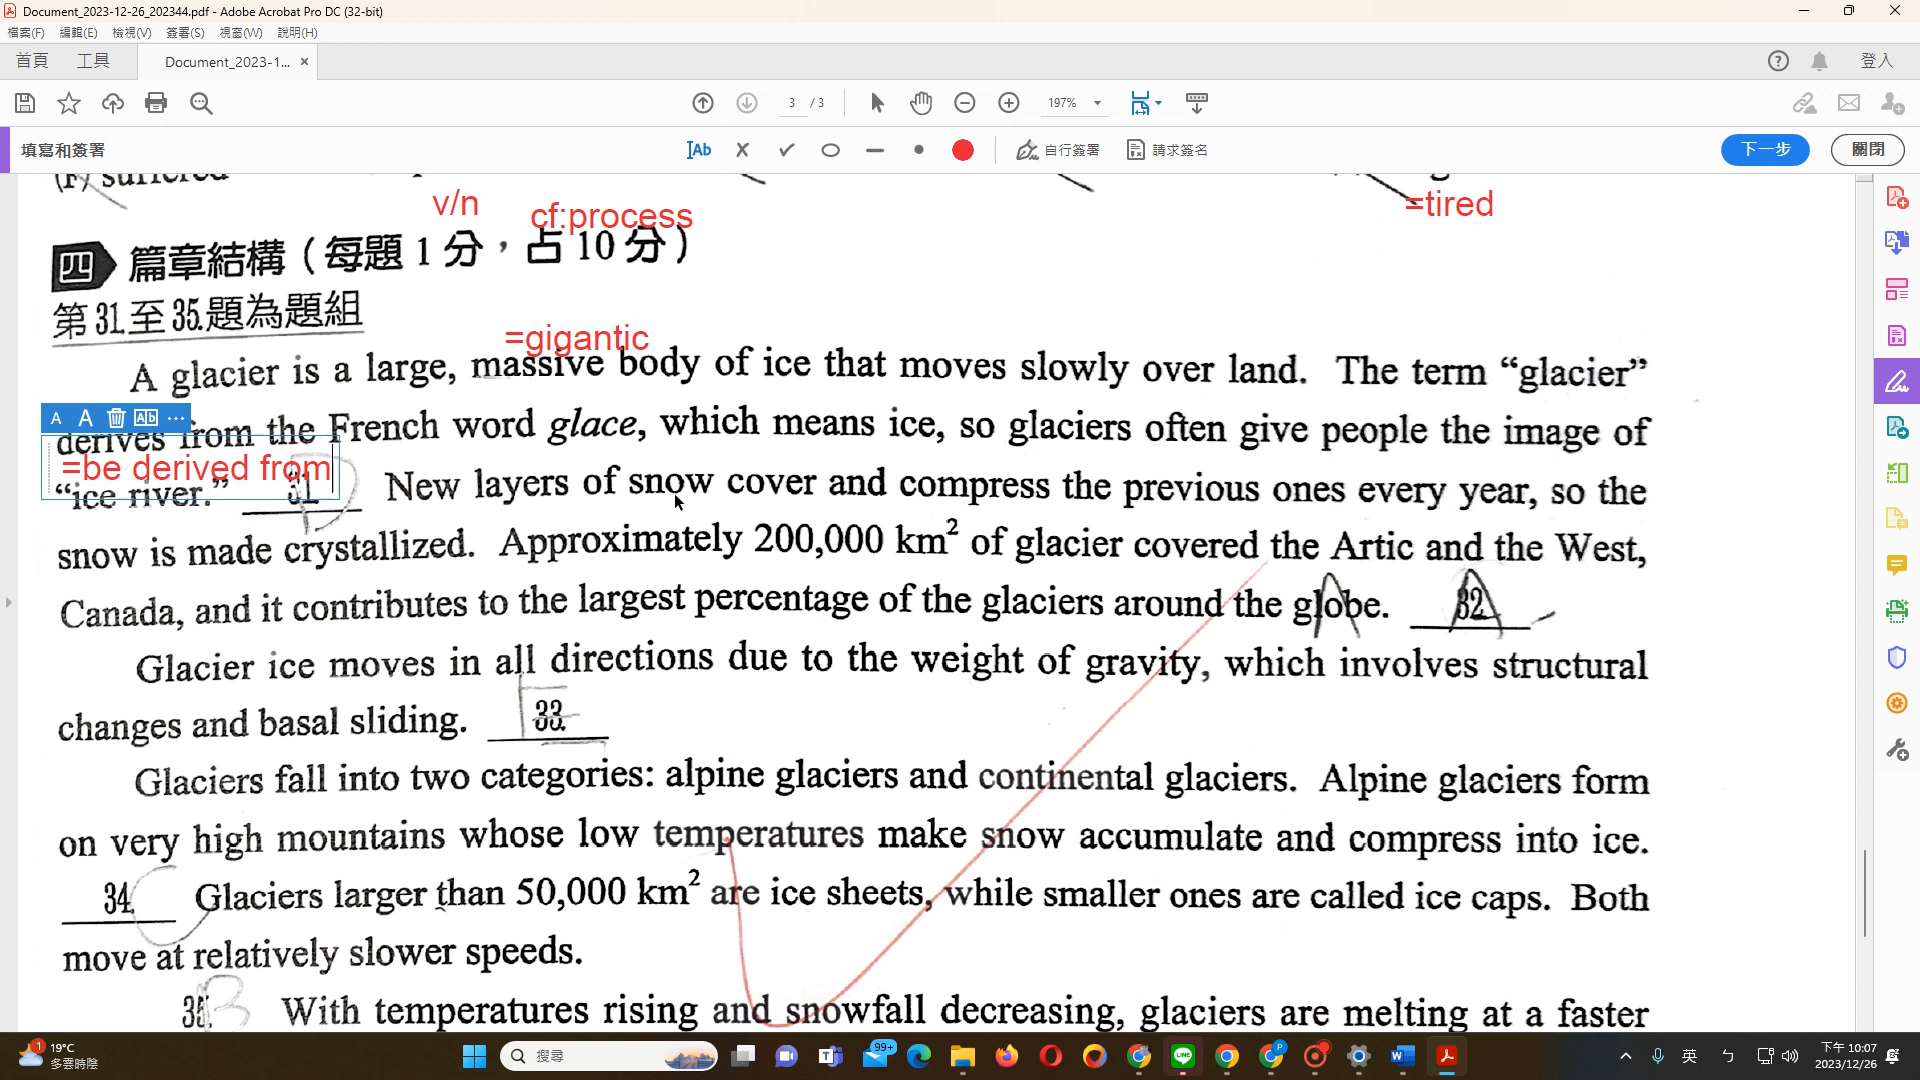 Document_2023-12-26_202344.pdf - Adobe Acrobat Pro DC (32-bit)
檔案(F) 編輯(E) 檢視(V) 簽署(S) 視窗(W) 說明(H)
首頁 工具 Document_2023-1... × 登入
3 / 3 197%
填寫和簽署 Ab 自行簽署 請求簽名 下一步 關閉
(F) suffered
v/n cf:process =tired
四 篇章結構（每題 1 分，占 10 分）
第 31. 至 35. 題為題組
=gigantic
A glacier is a large, massive body of ice that moves slowly over land. The term “glacier”
derives from the French word glace, which means ice, so glaciers often give people the image of
=be derived from
“ice river.” 31. D New layers of snow cover and compress the previous ones every year, so the
snow is made crystallized. Approximately 200,000 km² of glacier covered the Artic and the West,
Canada, and it contributes to the largest percentage of the glaciers around the globe. 32. A
Glacier ice moves in all directions due to the weight of gravity, which involves structural
changes and basal sliding. 33.
Glaciers fall into two categories: alpine glaciers and continental glaciers. Alpine glaciers form
on very high mountains whose low temperatures make snow accumulate and compress into ice.
34. C Glaciers larger than 50,000 km² are ice sheets, while smaller ones are called ice caps. Both
move at relatively slower speeds.
35. B With temperatures rising and snowfall decreasing, glaciers are melting at a faster
1 19°C
多雲時陰
搜尋
99+
英 ㄅ
下午 10:07
2023/12/26